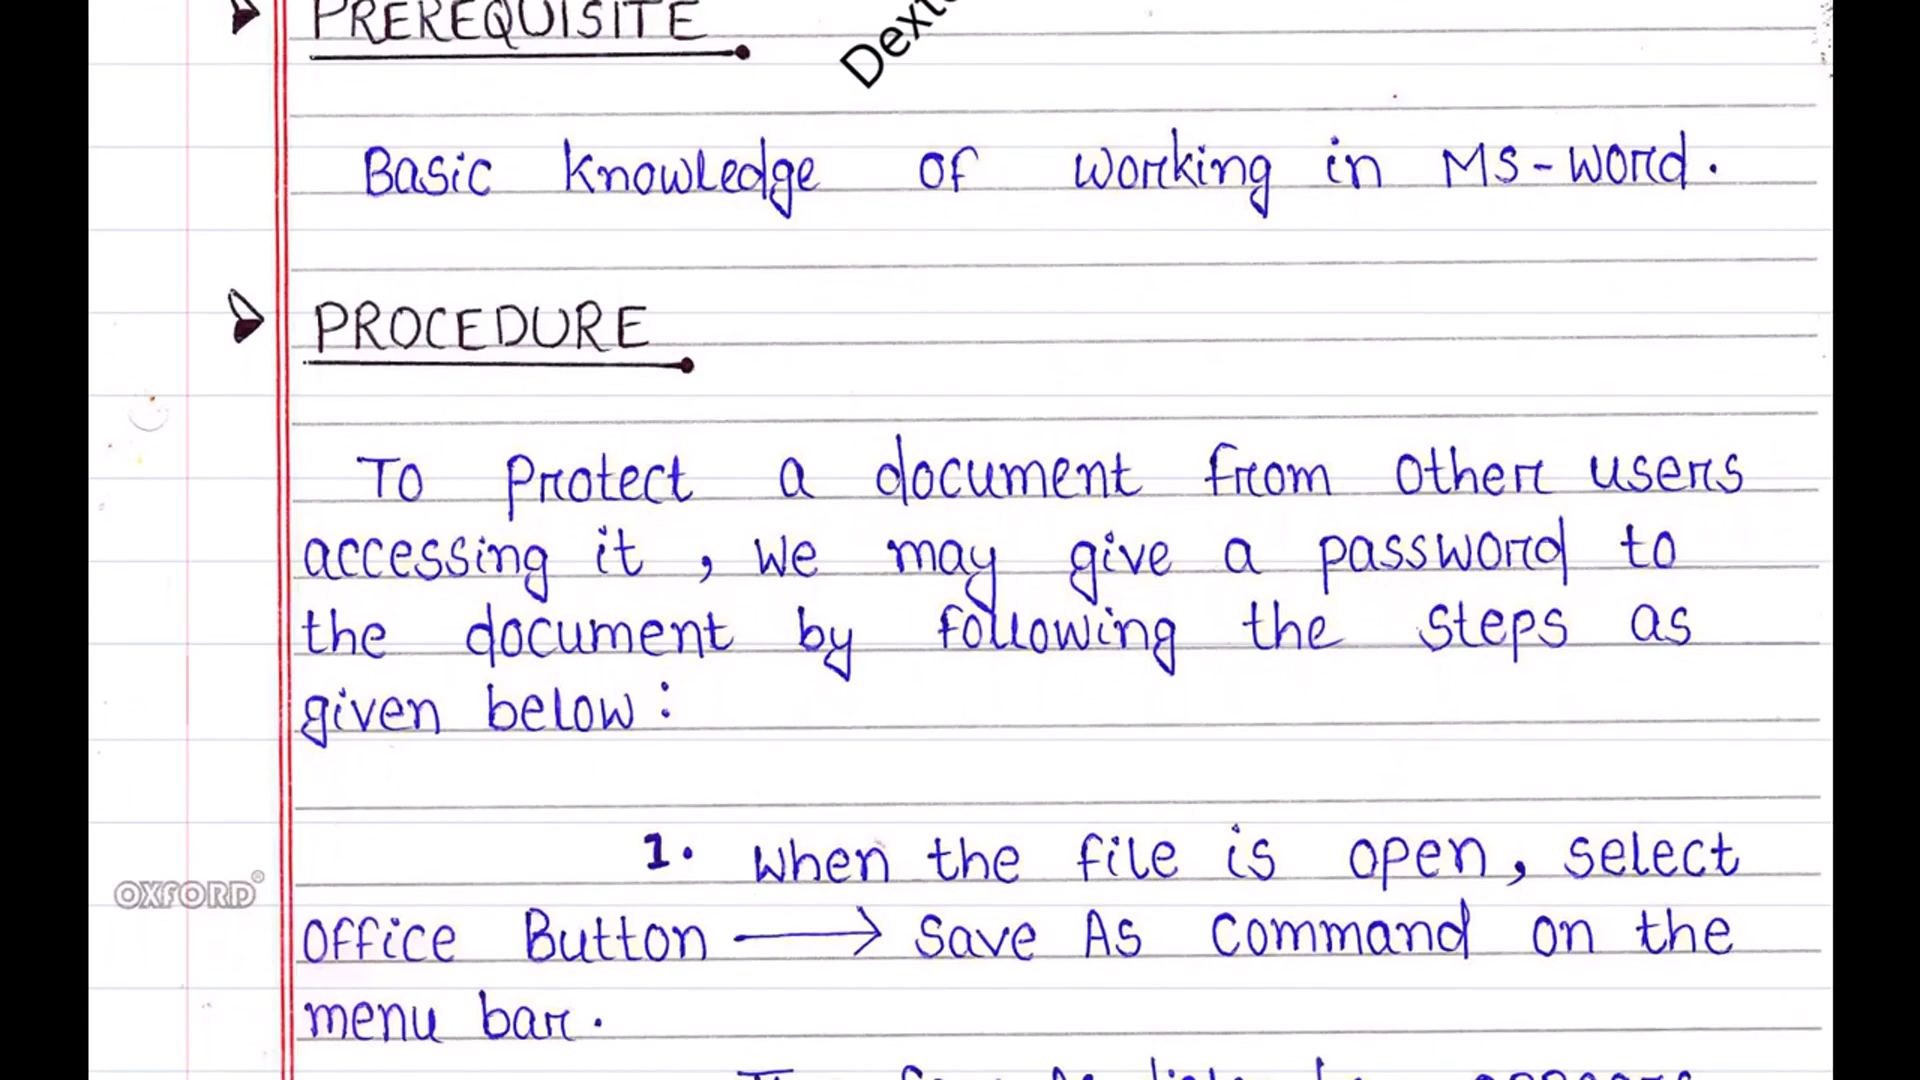 PREREQUISITE
Basic knowledge of working in MS-Word.
PROCEDURE
To protect a document from other users
accessing it, we may give a password to
the document by following the steps as
given below:
1. When the file is open, select
Office Button → Save As command on the
menu bar.
OXFORD®